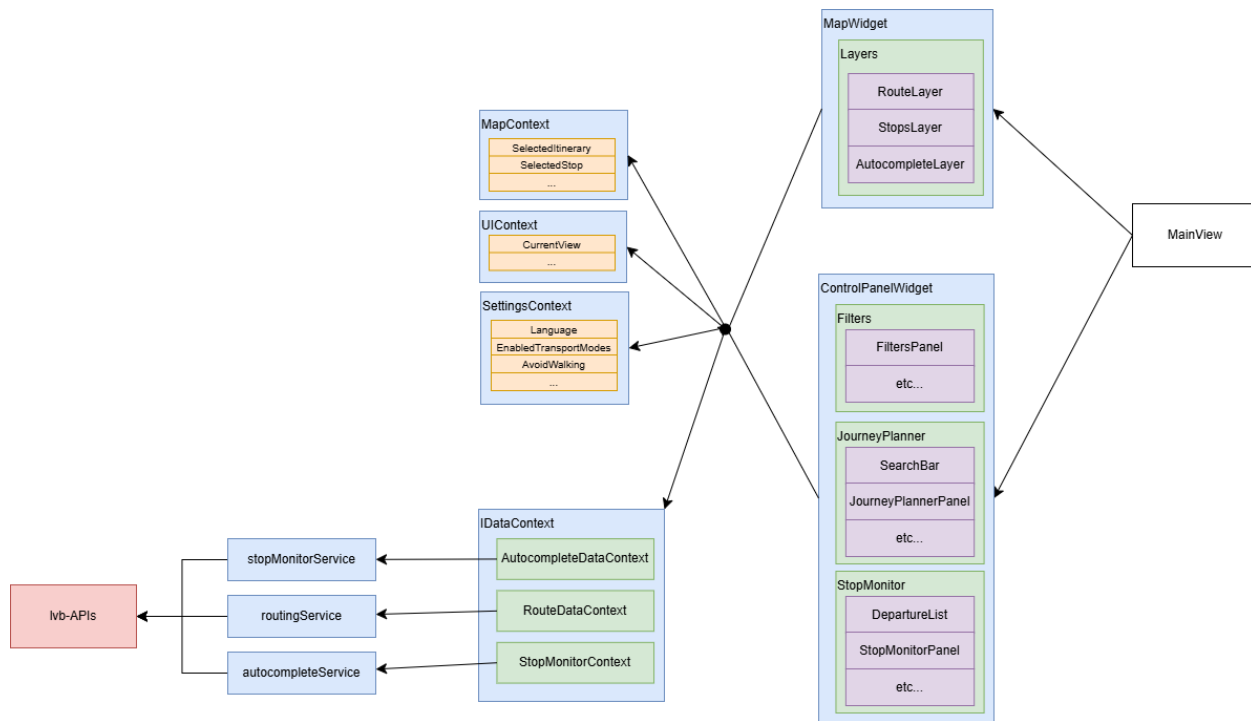 MapWidget
Layers
RouteLayer
StopsLayer
AutocompleteLayer
MapContext
SelectedItinerary
SelectedStop
...
UIContext
CurrentView
...
SettingsContext
Language
EnabledTransportModes
AvoidWalking
...
MainView
ControlPanelWidget
Filters
FiltersPanel
etc...
JourneyPlanner
SearchBar
JourneyPlannerPanel
etc...
StopMonitor
DepartureList
StopMonitorPanel
etc...
IDataContext
AutocompleteDataContext
RouteDataContext
StopMonitorContext
stopMonitorService
routingService
autocompleteService
lvb-APIs